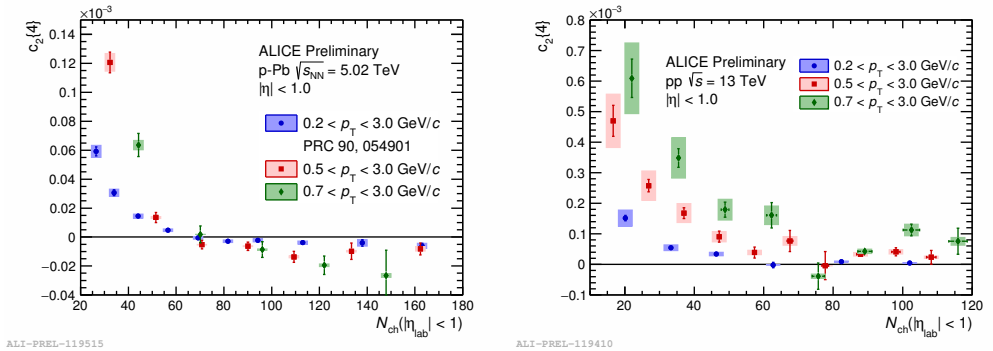 ×10⁻³
c₂{4}
0.14
0.12
0.1
0.08
0.06
0.04
0.02
0
−0.02
−0.04
ALICE Preliminary
p-Pb √s_NN = 5.02 TeV
|η| < 1.0
0.2 < p_T < 3.0 GeV/c
PRC 90, 054901
0.5 < p_T < 3.0 GeV/c
0.7 < p_T < 3.0 GeV/c
20 40 60 80 100 120 140 160 180
N_ch(|η_lab| < 1)
ALI-PREL-119515
×10⁻³
c₂{4}
0.8
0.7
0.6
0.5
0.4
0.3
0.2
0.1
0
−0.1
ALICE Preliminary
pp √s = 13 TeV
|η| < 1.0
0.2 < p_T < 3.0 GeV/c
0.5 < p_T < 3.0 GeV/c
0.7 < p_T < 3.0 GeV/c
20 40 60 80 100 120
N_ch(|η_lab| < 1)
ALI-PREL-119410